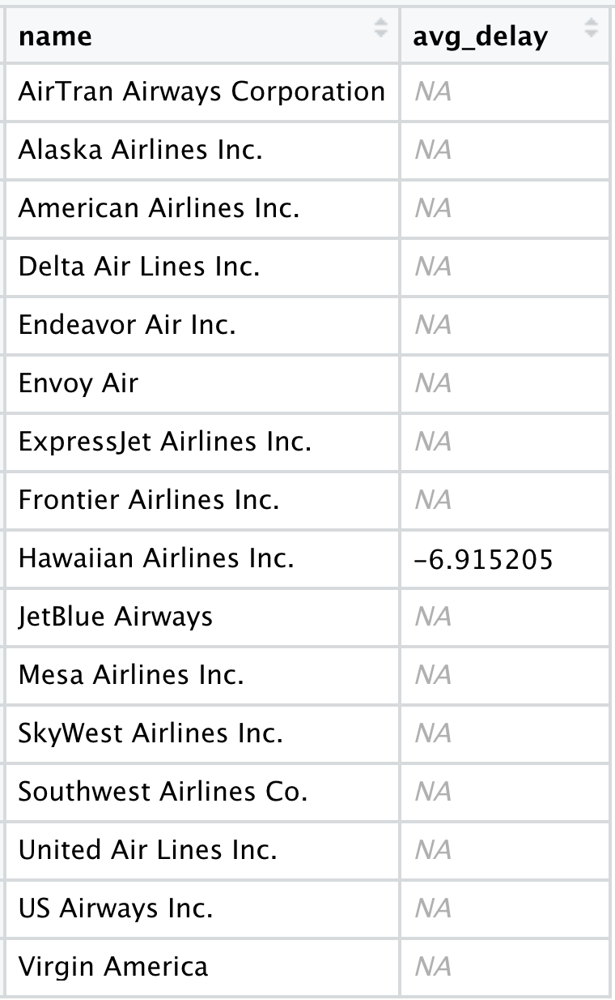 name avg_delay
AirTran Airways Corporation NA
Alaska Airlines Inc. NA
American Airlines Inc. NA
Delta Air Lines Inc. NA
Endeavor Air Inc. NA
Envoy Air NA
ExpressJet Airlines Inc. NA
Frontier Airlines Inc. NA
Hawaiian Airlines Inc. -6.915205
JetBlue Airways NA
Mesa Airlines Inc. NA
SkyWest Airlines Inc. NA
Southwest Airlines Co. NA
United Air Lines Inc. NA
US Airways Inc. NA
Virgin America NA